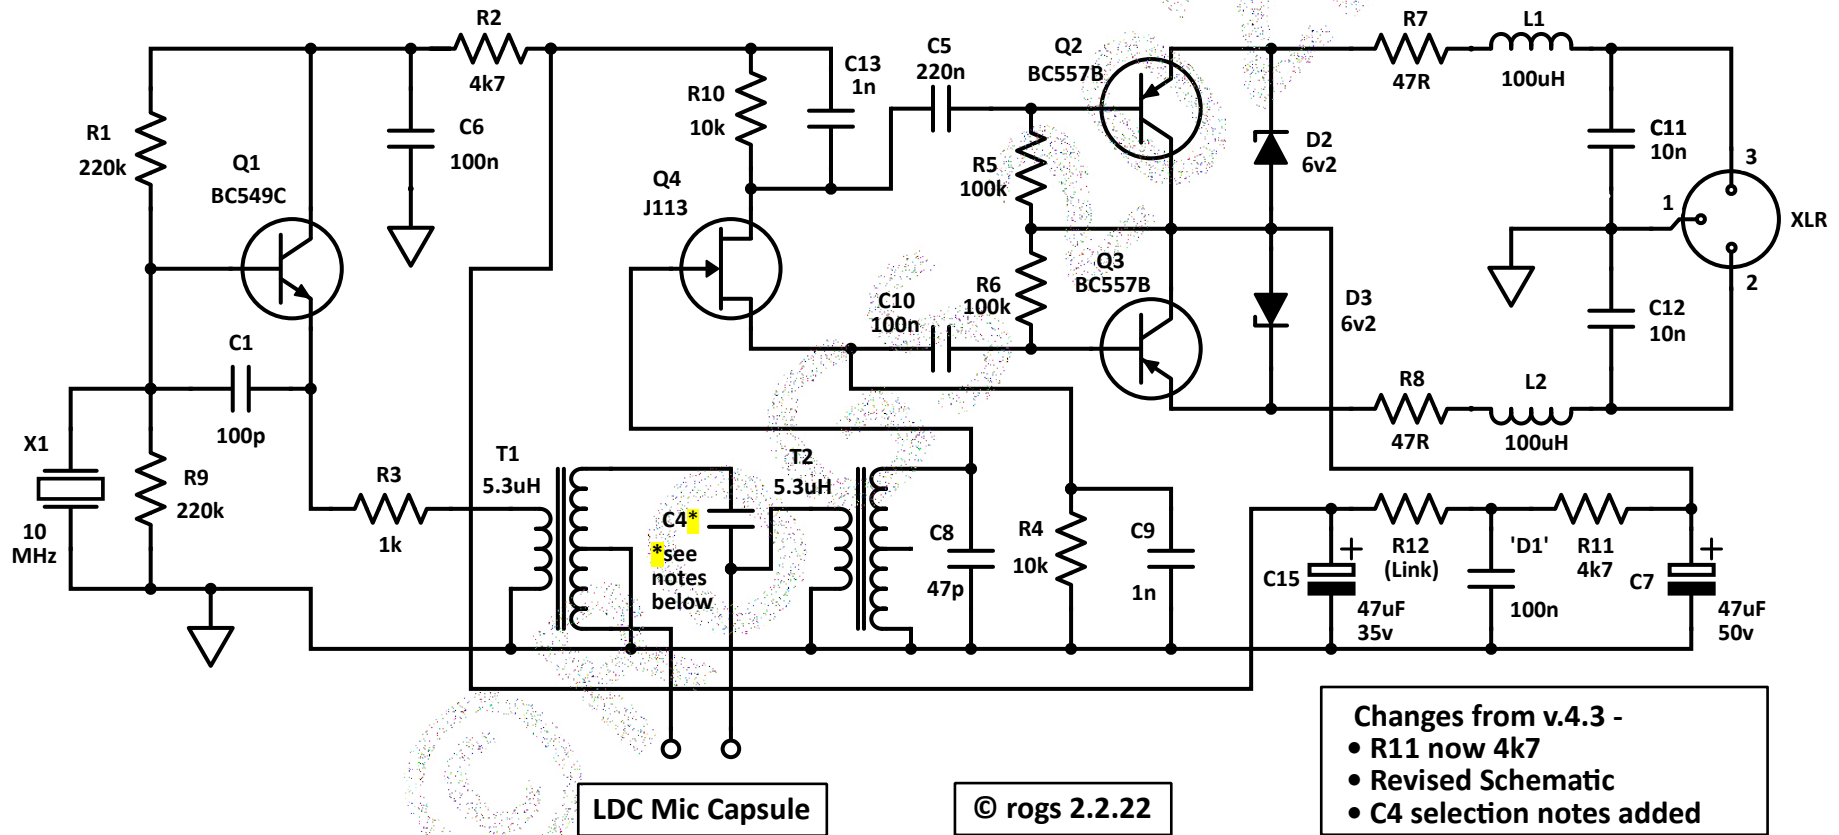 R2
4k7
R1
220k
Q1
BC549C
C6
100n
R10
10k
C13
1n
C5
220n
Q2
BC557B
R7
47R
L1
100uH
Q4
J113
R5
100k
D2
6v2
C11
10n
3
1
XLR
2
C1
100p
C10
100n
R6
100k
Q3
BC557B
D3
6v2
C12
10n
X1
10
MHz
R9
220k
R3
1k
T1
5.3uH
C4*
*see
notes
below
T2
5.3uH
C8
47p
R4
10k
C9
1n
R8
47R
L2
100uH
C15
47uF
35v
R12
(Link)
'D1'
100n
R11
4k7
C7
47uF
50v
LDC Mic Capsule
© rogs 2.2.22
Changes from v.4.3 -
• R11 now 4k7
• Revised Schematic
• C4 selection notes added